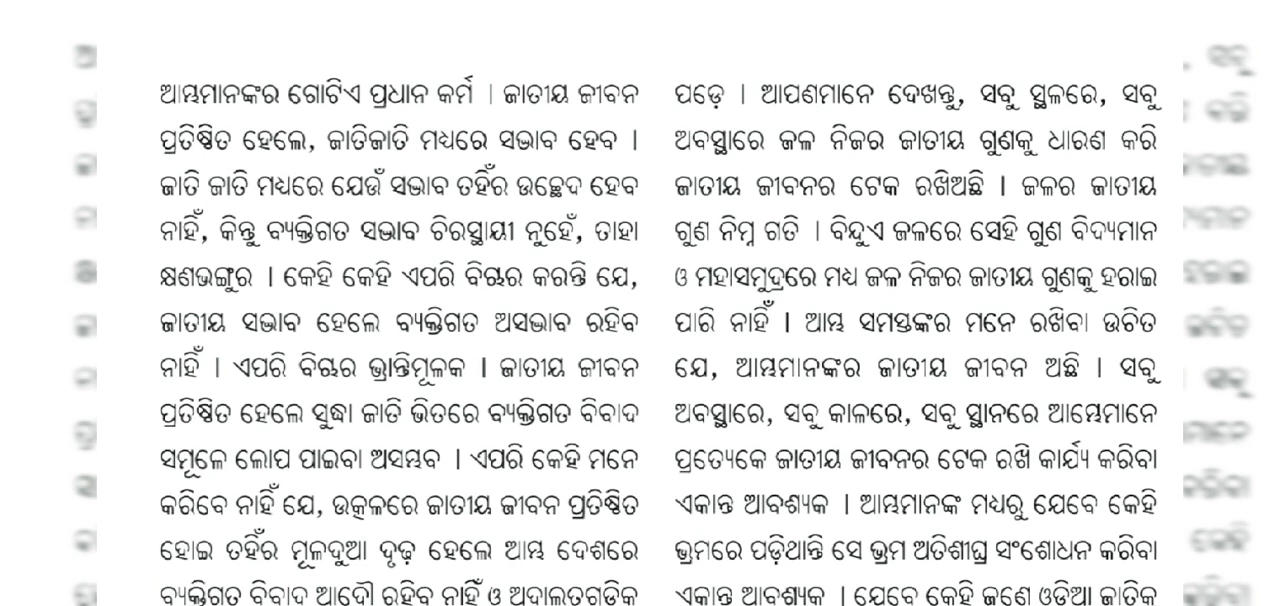 ଆମ୍ଭମାନଙ୍କର ଗୋଟିଏ ପ୍ରଧାନ କର୍ମ । ଜାତୀୟ ଜୀବନ
ପ୍ରତିଷ୍ଠିତ ହେଲେ, ଜାତିଜାତି ମଧ୍ୟରେ ସଦ୍ଭାବ ହେବ ।
ଜାତି ଜାତି ମଧ୍ୟରେ ଯେଉଁ ସଦ୍ଭାବ ତହିଁର ଉଚ୍ଛେଦ ହେବ
ନାହିଁ, କିନ୍ତୁ ବ୍ୟକ୍ତିଗତ ସଦ୍ଭାବ ଚିରସ୍ଥାୟୀ ନୁହେଁ, ତାହା
କ୍ଷଣଭଙ୍ଗୁର । କେହି କେହି ଏପରି ବିଚାର କରନ୍ତି ଯେ,
ଜାତୀୟ ସଦ୍ଭାବ ହେଲେ ବ୍ୟକ୍ତିଗତ ଅସଦ୍ଭାବ ରହିବ
ନାହିଁ । ଏପରି ବିଚାର ଭ୍ରାନ୍ତିମୂଳକ । ଜାତୀୟ ଜୀବନ
ପ୍ରତିଷ୍ଠିତ ହେଲେ ସୁଦ୍ଧା ଜାତି ଭିତରେ ବ୍ୟକ୍ତିଗତ ବିବାଦ
ସମୂଳେ ଲୋପ ପାଇବା ଅସମ୍ଭବ । ଏପରି କେହି ମନେ
କରିବେ ନାହିଁ ଯେ, ଉତ୍କଳରେ ଜାତୀୟ ଜୀବନ ପ୍ରତିଷ୍ଠିତ
ହୋଇ ତହିଁର ମୂଳଦୁଆ ଦୃଢ଼ ହେଲେ ଆମ୍ଭ ଦେଶରେ
ବ୍ୟକ୍ତିଗତ ବିବାଦ ଆଦୌ ରହିବ ନାହିଁ ଓ ଅଦାଲତଗୁଡ଼ିକ
ପଡ଼େ । ଆପଣମାନେ ଦେଖନ୍ତୁ, ସବୁ ସ୍ଥଳରେ, ସବୁ
ଅବସ୍ଥାରେ ଜଳ ନିଜର ଜାତୀୟ ଗୁଣକୁ ଧାରଣ କରି
ଜାତୀୟ ଜୀବନର ଟେକ ରଖିଅଛି । ଜଳର ଜାତୀୟ
ଗୁଣ ନିମ୍ନ ଗତି । ବିନ୍ଦୁଏ ଜଳରେ ସେହି ଗୁଣ ବିଦ୍ୟମାନ
ଓ ମହାସମୁଦ୍ରରେ ମଧ୍ୟ ଜଳ ନିଜର ଜାତୀୟ ଗୁଣକୁ ହରାଇ
ପାରି ନାହିଁ । ଆମ୍ଭ ସମସ୍ତଙ୍କର ମନେ ରଖିବା ଉଚିତ
ଯେ, ଆମ୍ଭମାନଙ୍କର ଜାତୀୟ ଜୀବନ ଅଛି । ସବୁ
ଅବସ୍ଥାରେ, ସବୁ କାଳରେ, ସବୁ ସ୍ଥାନରେ ଆମ୍ଭେମାନେ
ପ୍ରତ୍ୟେକେ ଜାତୀୟ ଜୀବନର ଟେକ ରଖି କାର୍ଯ୍ୟ କରିବା
ଏକାନ୍ତ ଆବଶ୍ୟକ । ଆମ୍ଭମାନଙ୍କ ମଧ୍ୟରୁ ଯେବେ କେହି
ଭ୍ରମରେ ପଡ଼ିଥାନ୍ତି ସେ ଭ୍ରମ ଅତିଶୀଘ୍ର ସଂଶୋଧନ କରିବା
ଏକାନ୍ତ ଆବଶ୍ୟକ । ଯେବେ କେହି ଜଣେ ଓଡ଼ିଆ ଜାତିକ